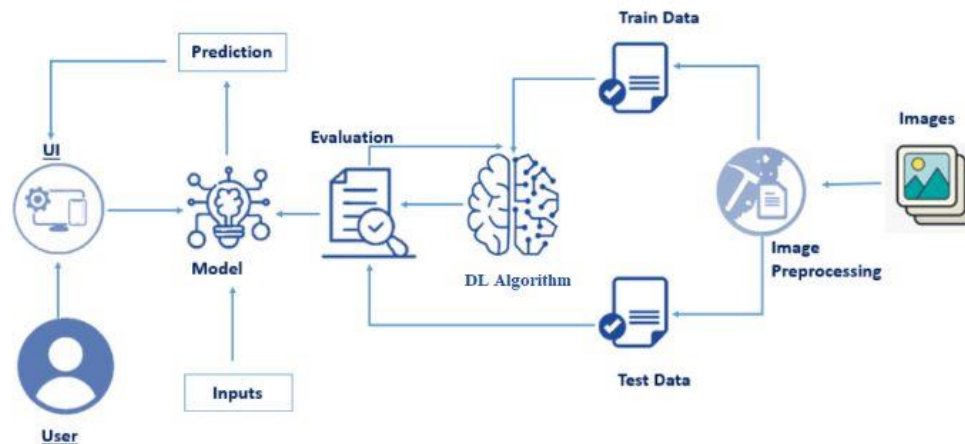 Train Data
Prediction
Images
Evaluation
UI
Model
Image
Preprocessing
DL Algorithm
Inputs
Test Data
User